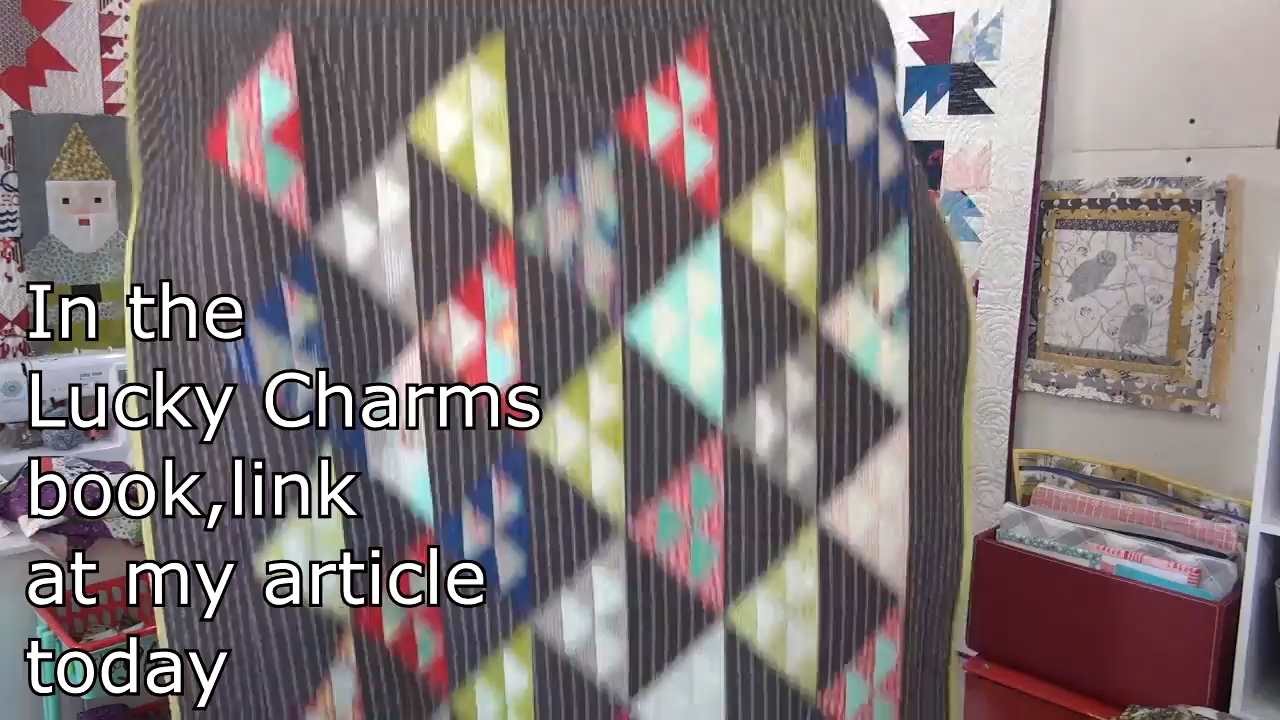 In the
Lucky Charms
book,link
at my article
today